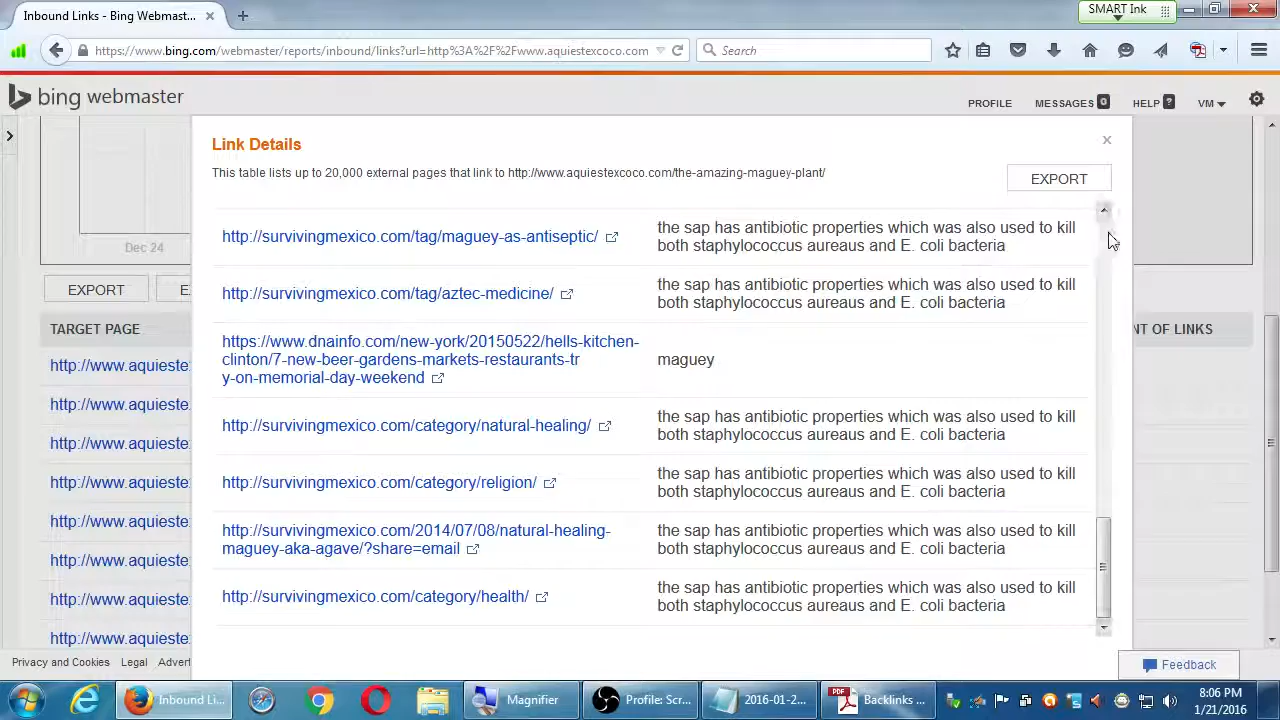 Inbound Links - Bing Webmast...
SMART Ink
https://www.bing.com/webmaster/reports/inbound/links?url=http%3A%2F%2Fwww.aquiestexcoco.com
Search
bing webmaster
PROFILE
MESSAGES 0
HELP ?
VM
Link Details
This table lists up to 20,000 external pages that link to http://www.aquiestexcoco.com/the-amazing-maguey-plant/
EXPORT
Dec 24
EXPORT
E
TARGET PAGE
NT OF LINKS
http://survivingmexico.com/tag/maguey-as-antiseptic/
the sap has antibiotic properties which was also used to kill
both staphylococcus aureaus and E. coli bacteria
http://survivingmexico.com/tag/aztec-medicine/
the sap has antibiotic properties which was also used to kill
both staphylococcus aureaus and E. coli bacteria
https://www.dnainfo.com/new-york/20150522/hells-kitchen-
clinton/7-new-beer-gardens-markets-restaurants-tr
y-on-memorial-day-weekend
maguey
http://survivingmexico.com/category/natural-healing/
the sap has antibiotic properties which was also used to kill
both staphylococcus aureaus and E. coli bacteria
http://survivingmexico.com/category/religion/
the sap has antibiotic properties which was also used to kill
both staphylococcus aureaus and E. coli bacteria
http://survivingmexico.com/2014/07/08/natural-healing-
maguey-aka-agave/?share=email
the sap has antibiotic properties which was also used to kill
both staphylococcus aureaus and E. coli bacteria
http://survivingmexico.com/category/health/
the sap has antibiotic properties which was also used to kill
both staphylococcus aureaus and E. coli bacteria
http://www.aquieste
http://www.aquieste
http://www.aquieste
http://www.aquieste
http://www.aquieste
http://www.aquieste
http://www.aquieste
http://www.aquieste
Privacy and Cookies
Legal
Advert
Feedback
Inbound Li...
Magnifier
Profile: Scr...
2016-01-2...
PDF
Backlinks ...
8:06 PM
1/21/2016